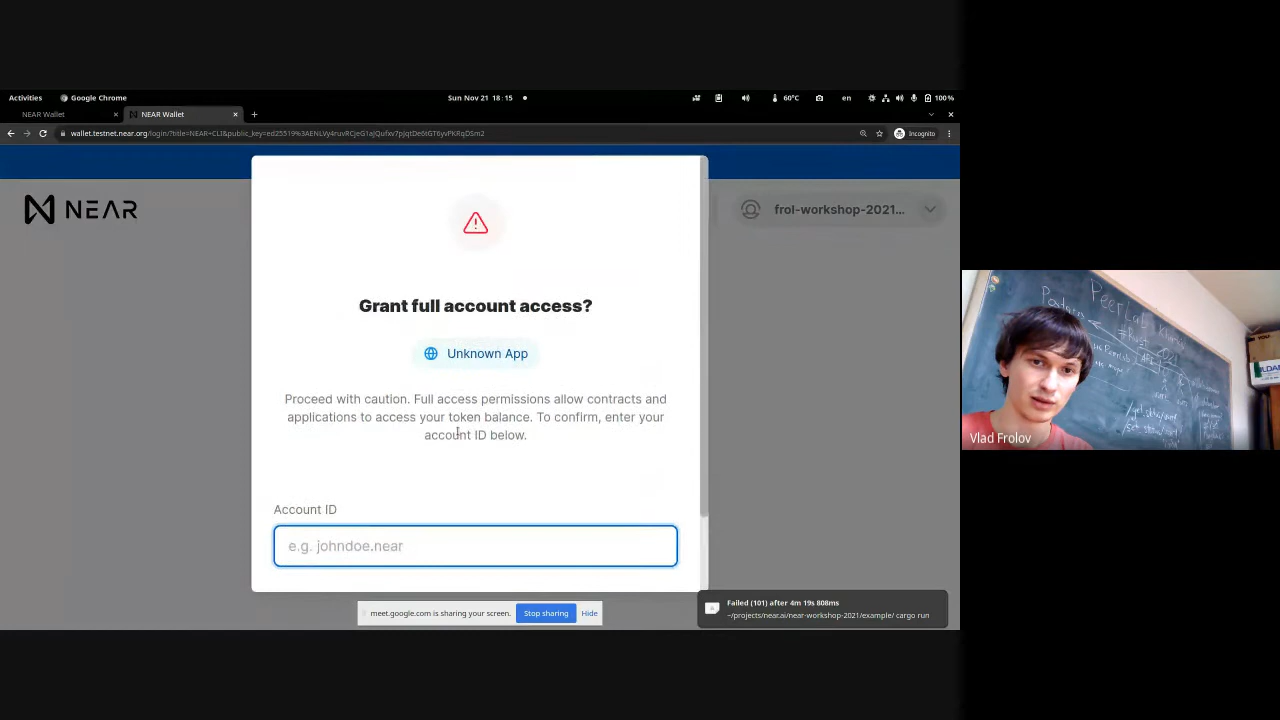 Activities
Google Chrome
Sun Nov 21 18:15
60°C
en
100%
NEAR Wallet
NEAR Wallet
Incognito
NEAR
frol-workshop-2021...
Grant full account access?
Unknown App
Proceed with caution. Full access permissions allow contracts and
applications to access your token balance. To confirm, enter your
account ID below.
Account ID
e.g. johndoe.near
meet.google.com is sharing your screen.
Stop sharing
Hide
Failed (101) after 4m 19s 808ms
~/projects/near.ai/near-workshop-2021/example/ cargo run
Vlad Frolov